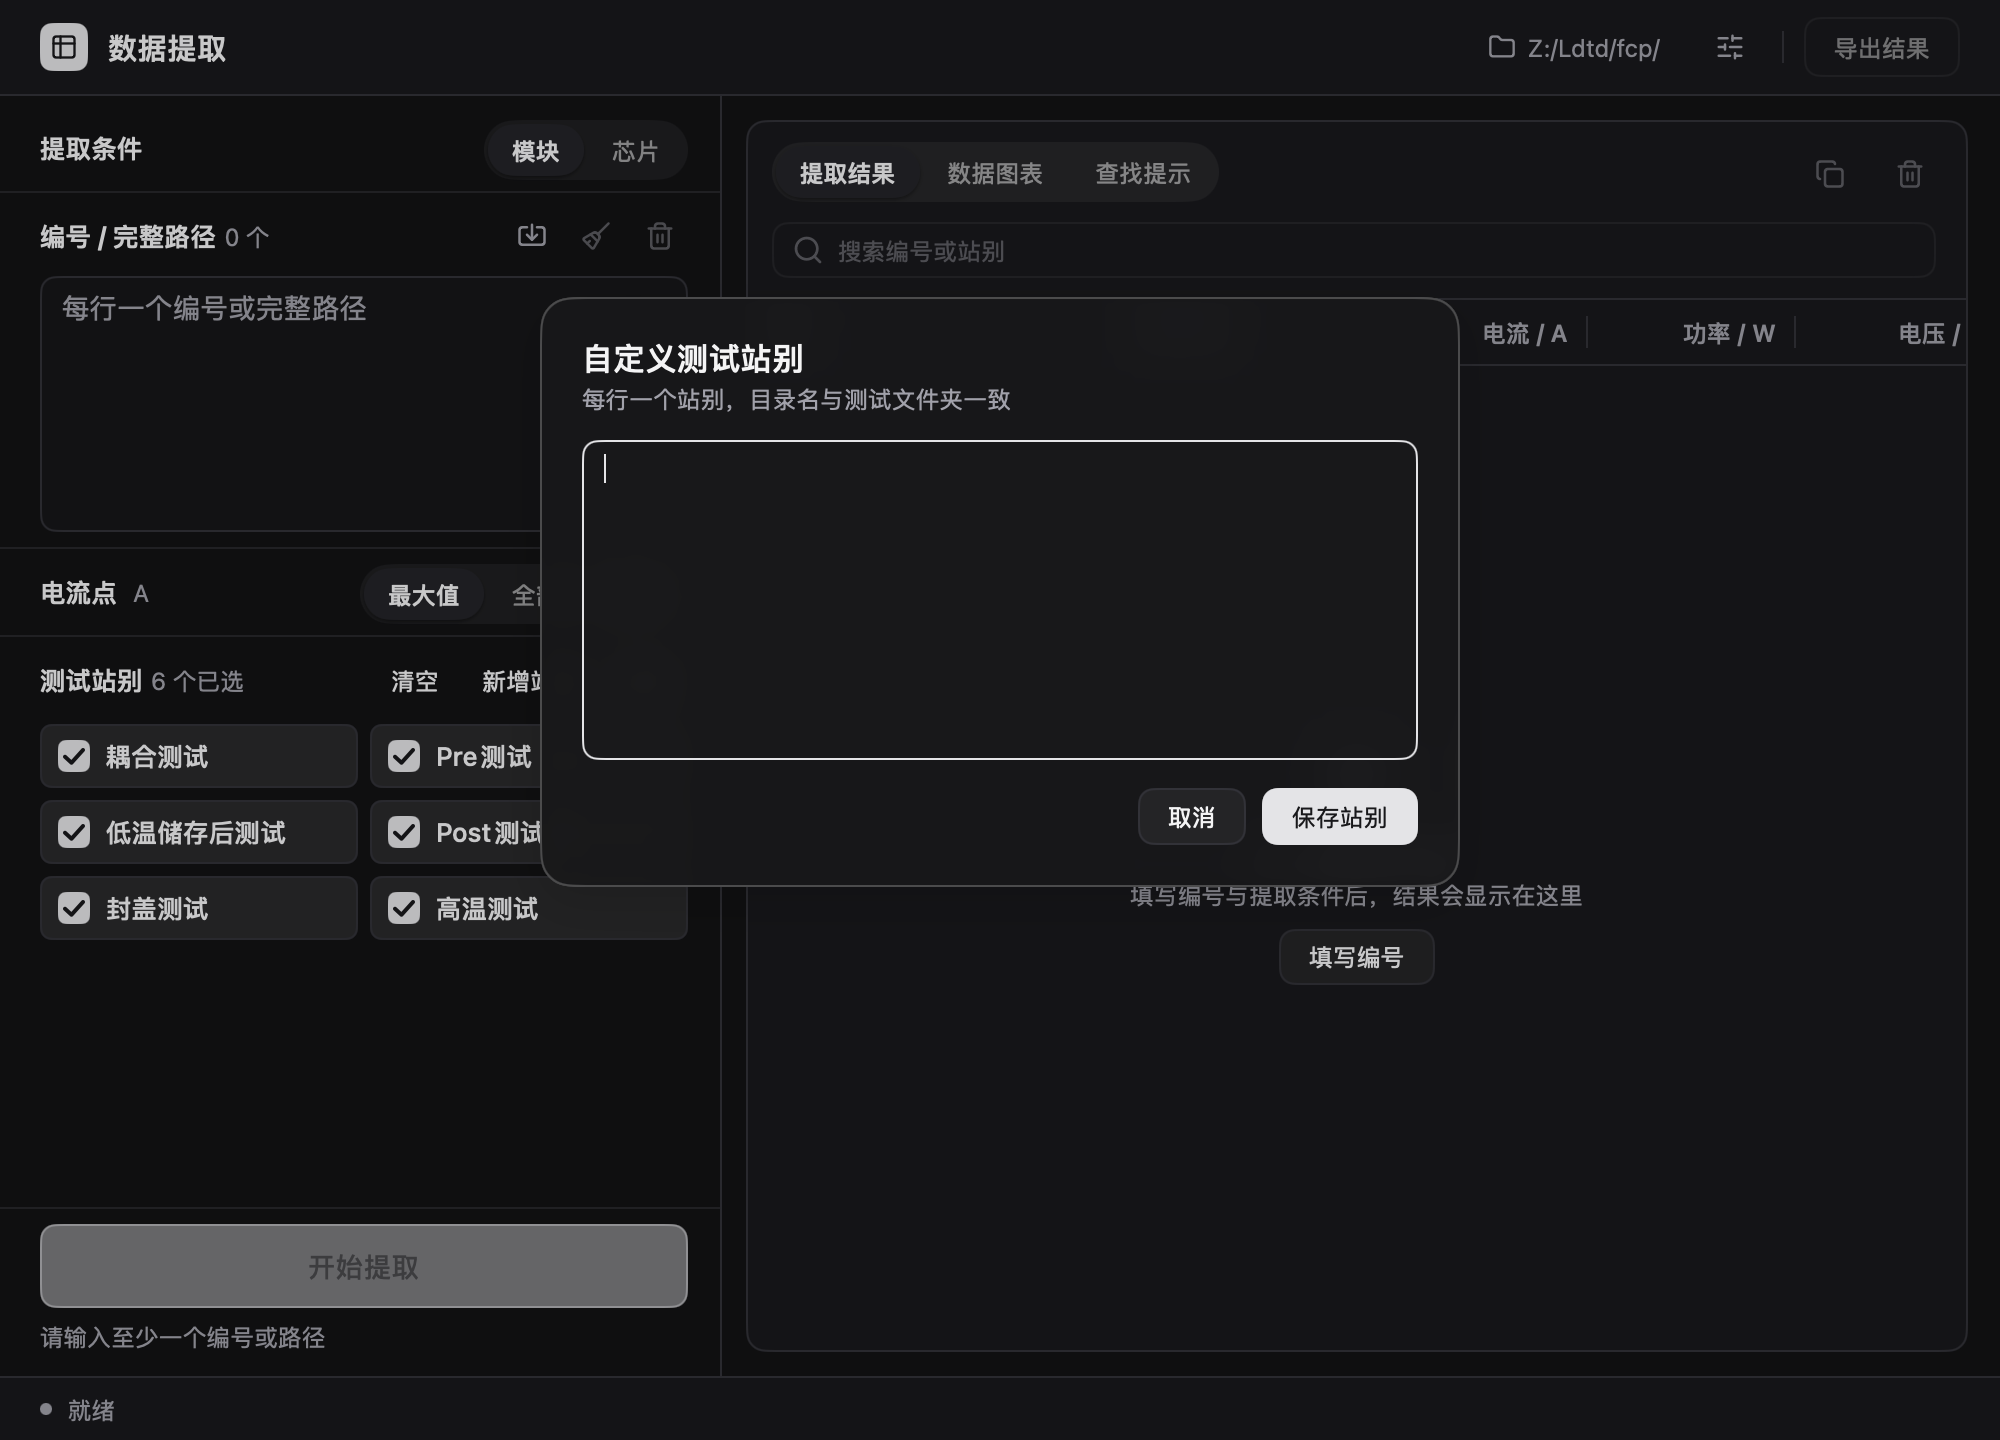 数据提取
Z:/Ldtd/fcp/
导出结果
提取条件
模块
芯片
编号 / 完整路径 0 个
每行一个编号或完整路径
电流点 A
最大值
测试站别 6 个已选
清空
新增
耦合测试
Pre 测试
低温储存后测试
Post 测试
封盖测试
高温测试
开始提取
请输入至少一个编号或路径
就绪
提取结果
数据图表
查找提示
搜索编号或站别
电流 / A
功率 / W
电压 /
自定义测试站别
每行一个站别，目录名与测试文件夹一致
取消
保存站别
填写编号与提取条件后，结果会显示在这里
填写编号